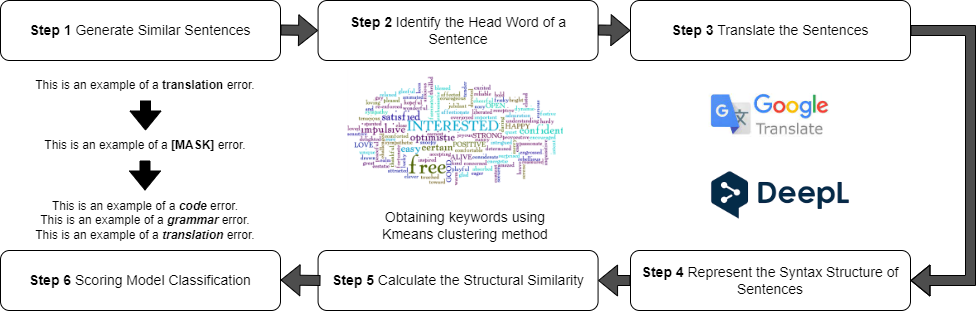 Step 1 Generate Similar Sentences
Step 2 Identify the Head Word of a
Sentence
Step 3 Translate the Sentences
This is an example of a translation error.
This is an example of a [MASK] error.
This is an example of a code error.
This is an example of a grammar error.
This is an example of a translation error.
INTERESTED
satisfied
impulsive
optimistic
confident
HAPPY
STRONG
POSITIVE
OPEN
LOVE
easy
certain
ALIVE
free
GOOD
Obtaining keywords using
Kmeans clustering method
Google
Translate
DeepL
Step 4 Represent the Syntax Structure of
Sentences
Step 5 Calculate the Structural Similarity
Step 6 Scoring Model Classification